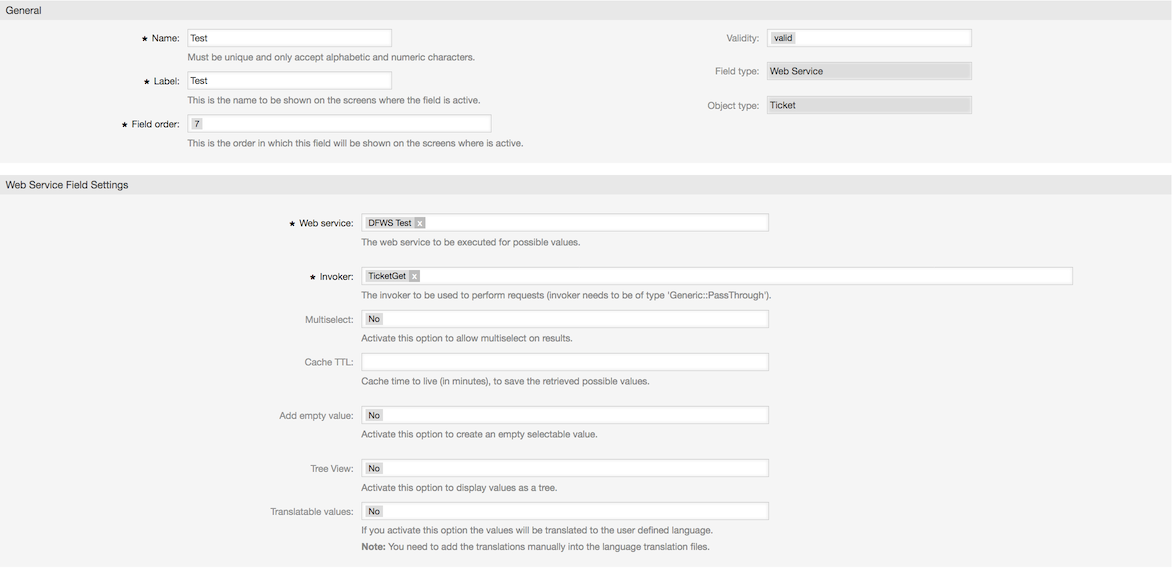 General
★ Name: Test
Must be unique and only accept alphabetic and numeric characters.
★ Label: Test
This is the name to be shown on the screens where the field is active.
★ Field order: 7
This is the order in which this field will be shown on the screens where is active.
Validity: valid
Field type: Web Service
Object type: Ticket
Web Service Field Settings
★ Web service: DFWS Test x
The web service to be executed for possible values.
★ Invoker: TicketGet x
The invoker to be used to perform requests (invoker needs to be of type 'Generic::PassThrough').
Multiselect: No
Activate this option to allow multiselect on results.
Cache TTL:
Cache time to live (in minutes), to save the retrieved possible values.
Add empty value: No
Activate this option to create an empty selectable value.
Tree View: No
Activate this option to display values as a tree.
Translatable values: No
If you activate this option the values will be translated to the user defined language.
Note: You need to add the translations manually into the language translation files.